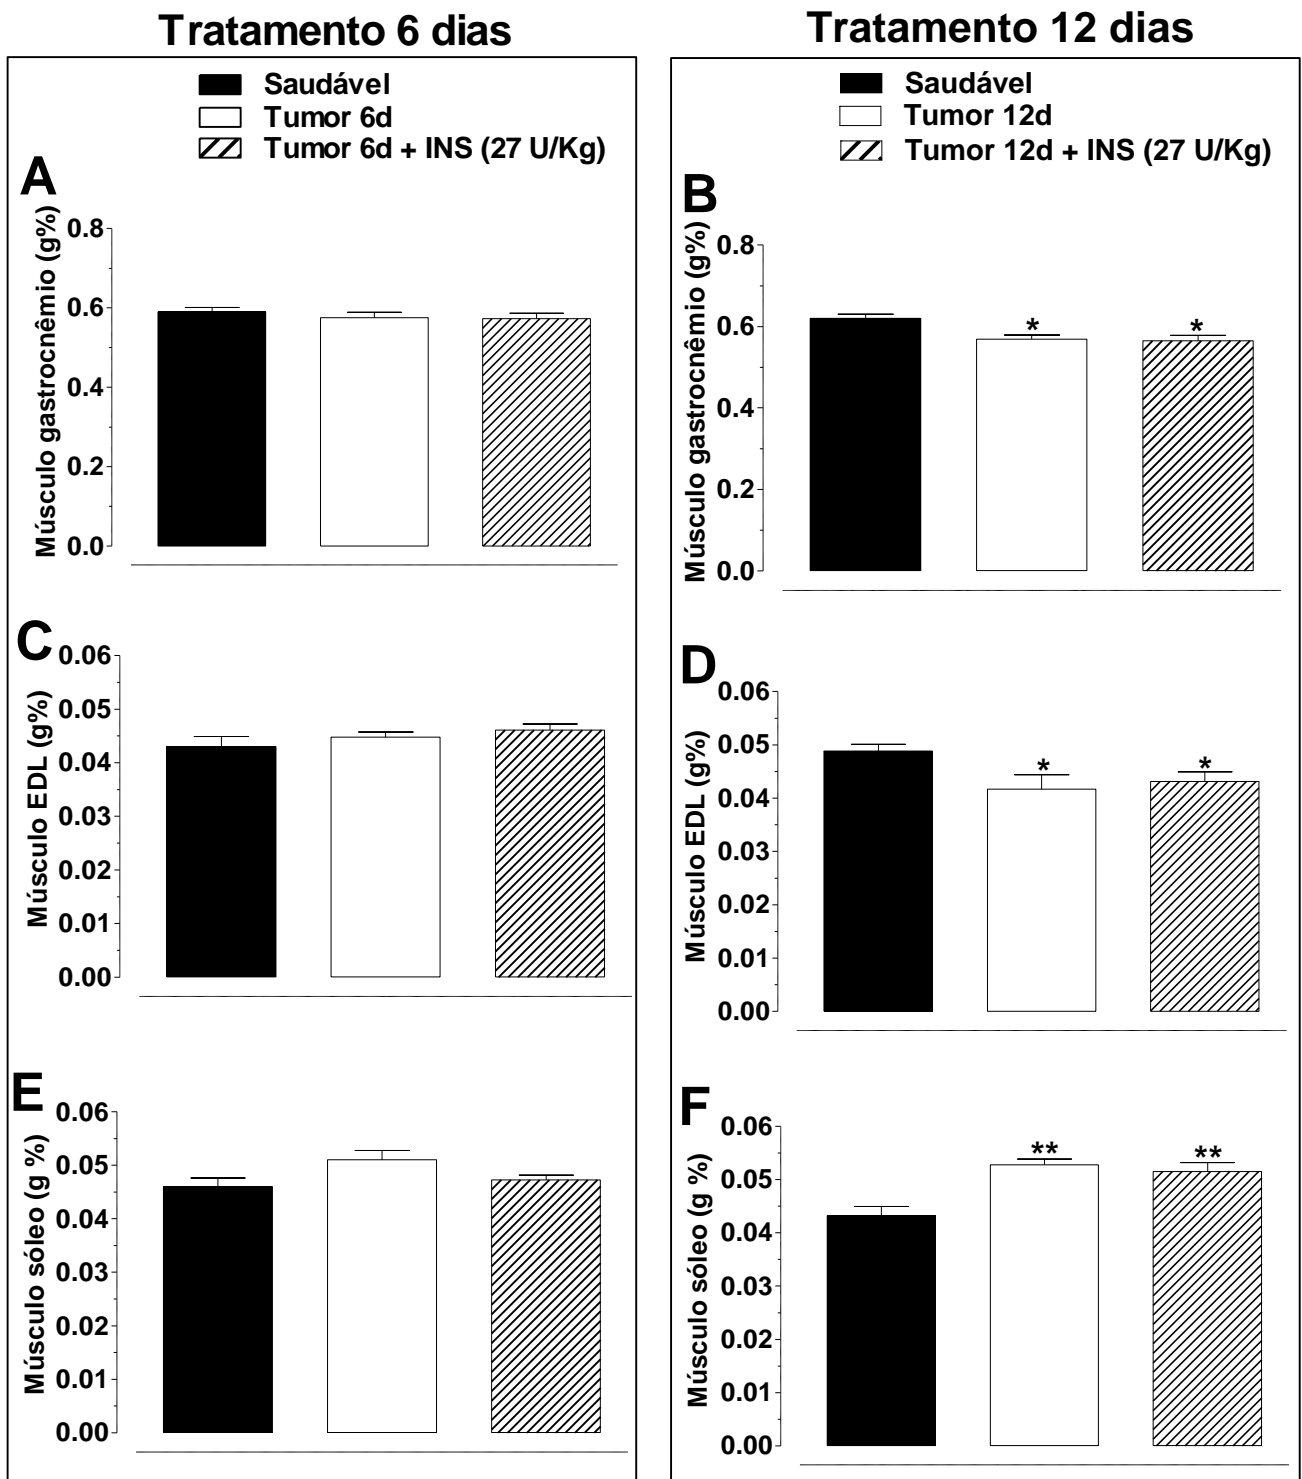 Tratamento 6 dias
Saudável
Tumor 6d
Tumor 6d + INS (27 U/Kg)
A
Músculo gastrocnêmio (g%)
0.8
0.6
0.4
0.2
0.0
C
Músculo EDL (g%)
0.06
0.05
0.04
0.03
0.02
0.01
0.00
E
Músculo sóleo (g %)
0.06
0.05
0.04
0.03
0.02
0.01
0.00
Tratamento 12 dias
Saudável
Tumor 12d
Tumor 12d + INS (27 U/Kg)
B
Músculo gastrocnêmio (g%)
0.8
0.6
0.4
0.2
0.0
* *
D
Músculo EDL (g%)
0.06
0.05
0.04
0.03
0.02
0.01
0.00
* *
F
Músculo sóleo (g %)
0.06
0.05
0.04
0.03
0.02
0.01
0.00
** **